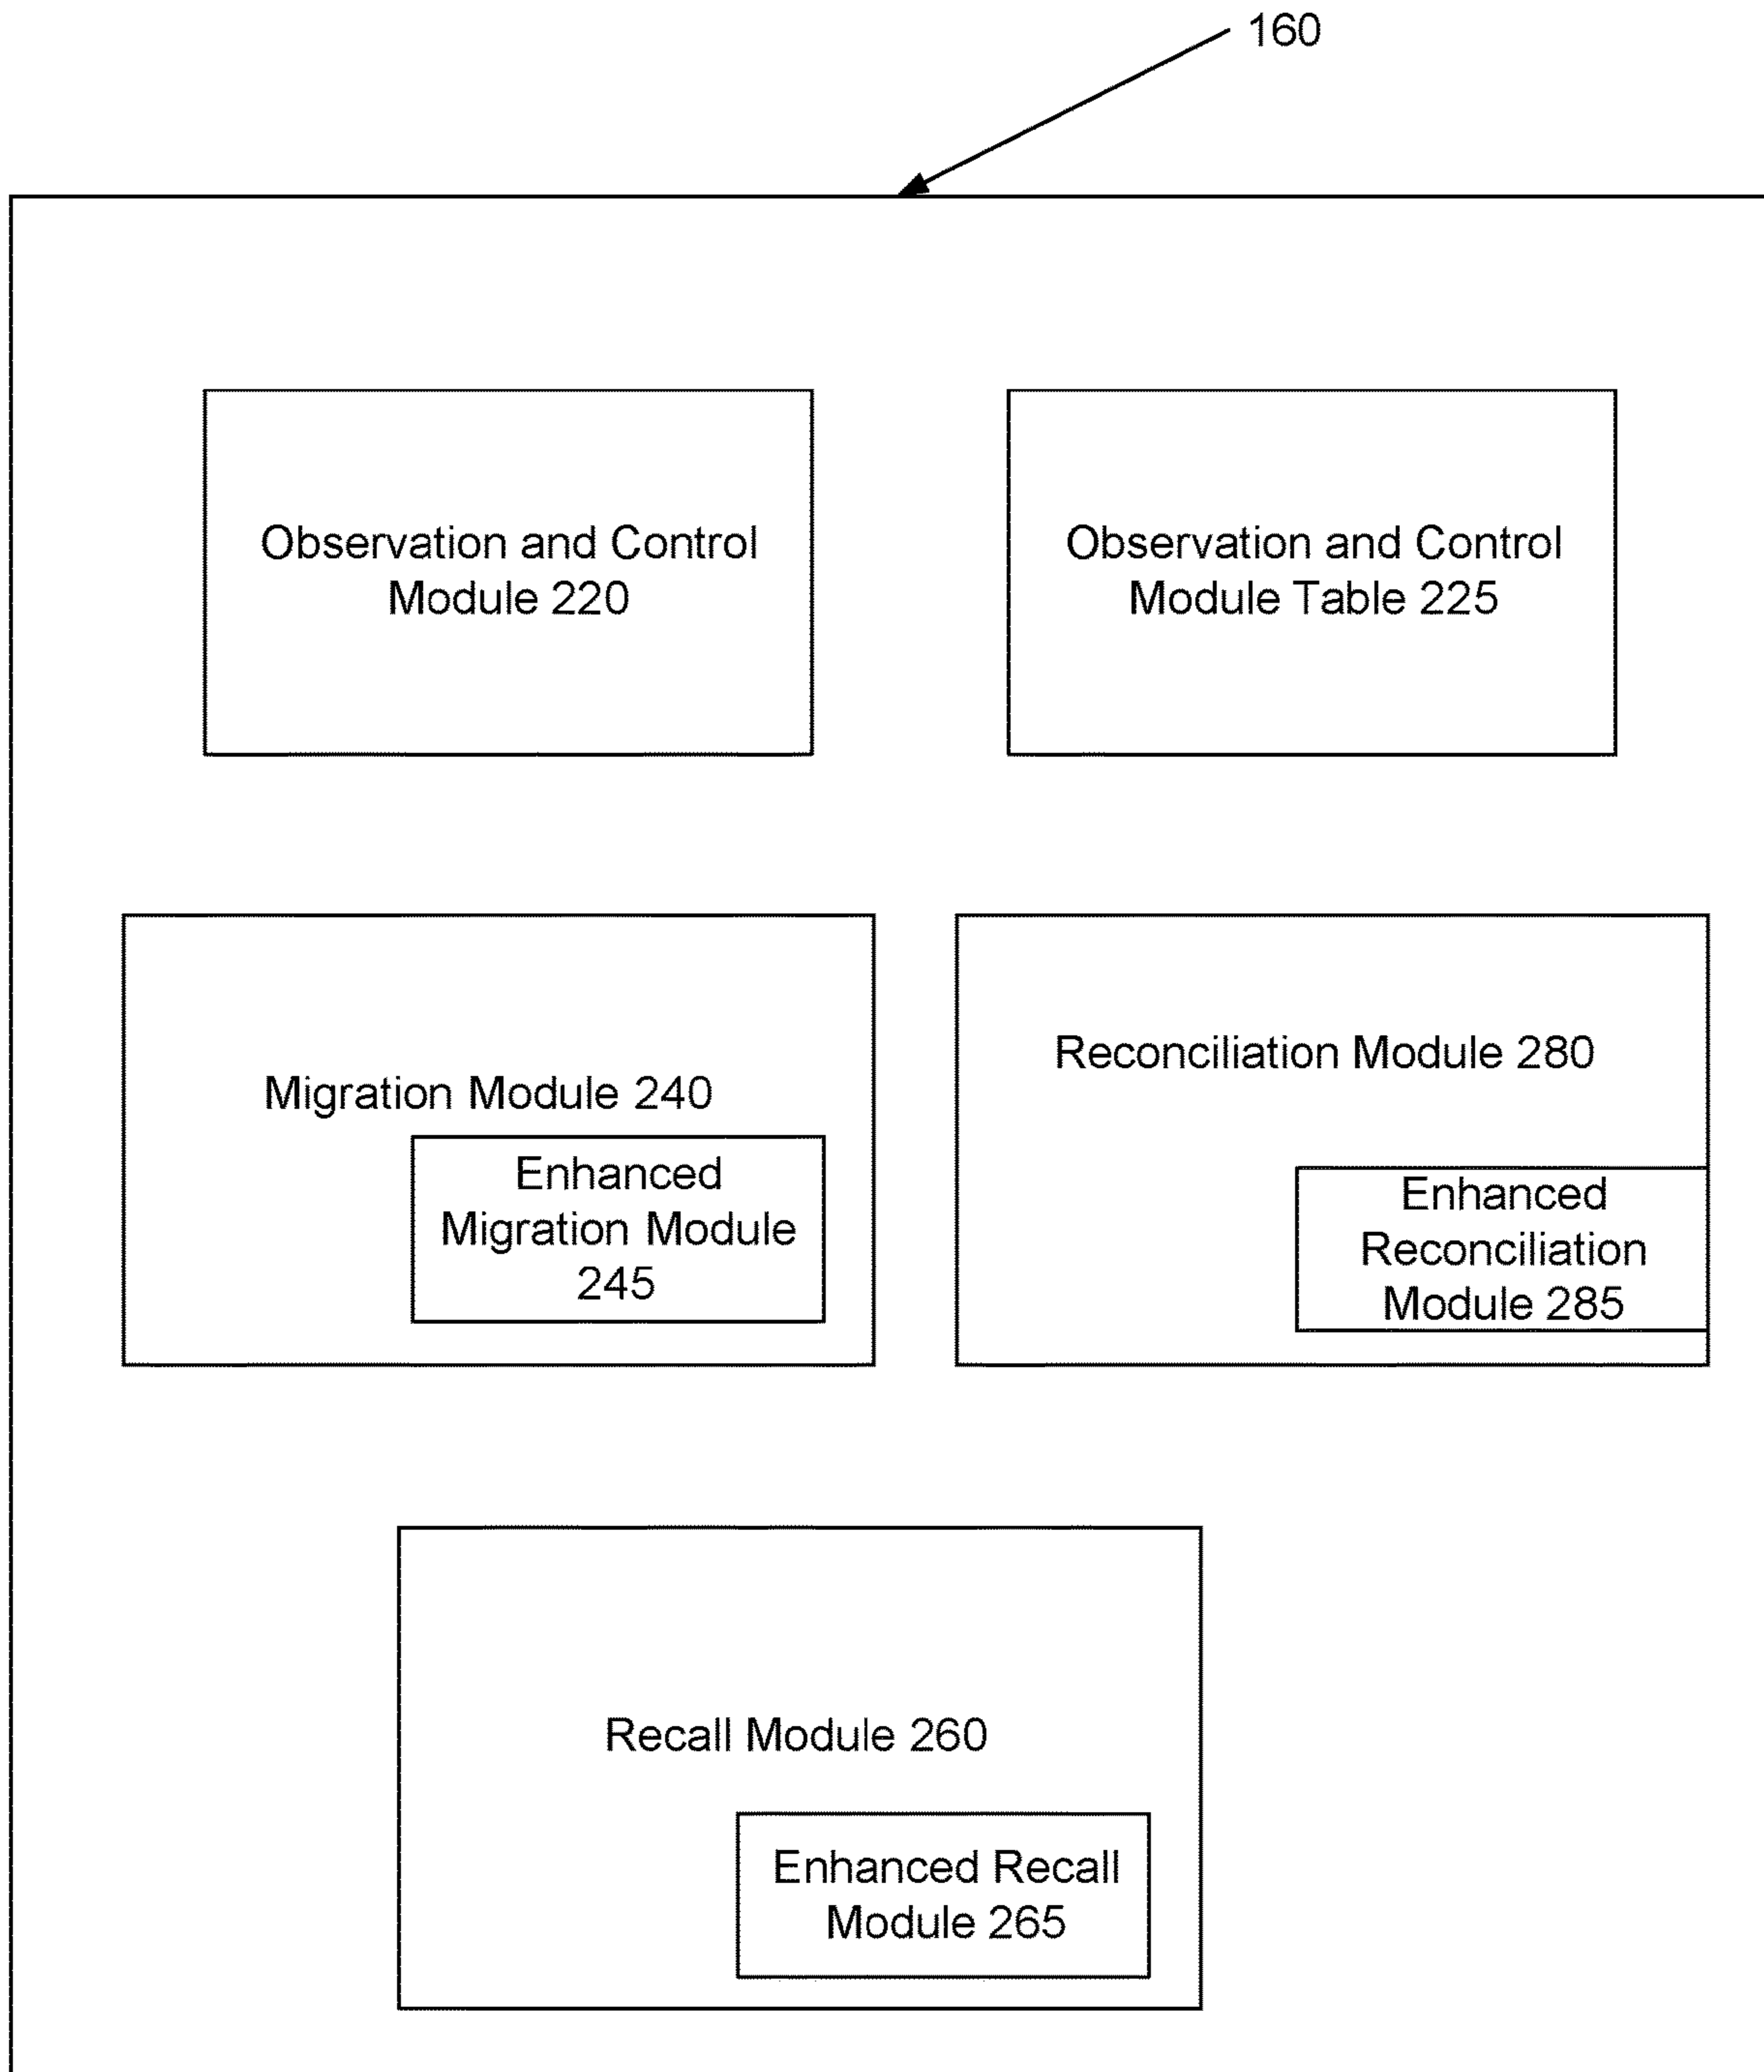 160
Observation and Control
Module 220
Observation and Control
Module Table 225
Migration Module 240
Enhanced
Migration Module
245
Reconciliation Module 280
Enhanced
Reconciliation
Module 285
Recall Module 260
Enhanced Recall
Module 265